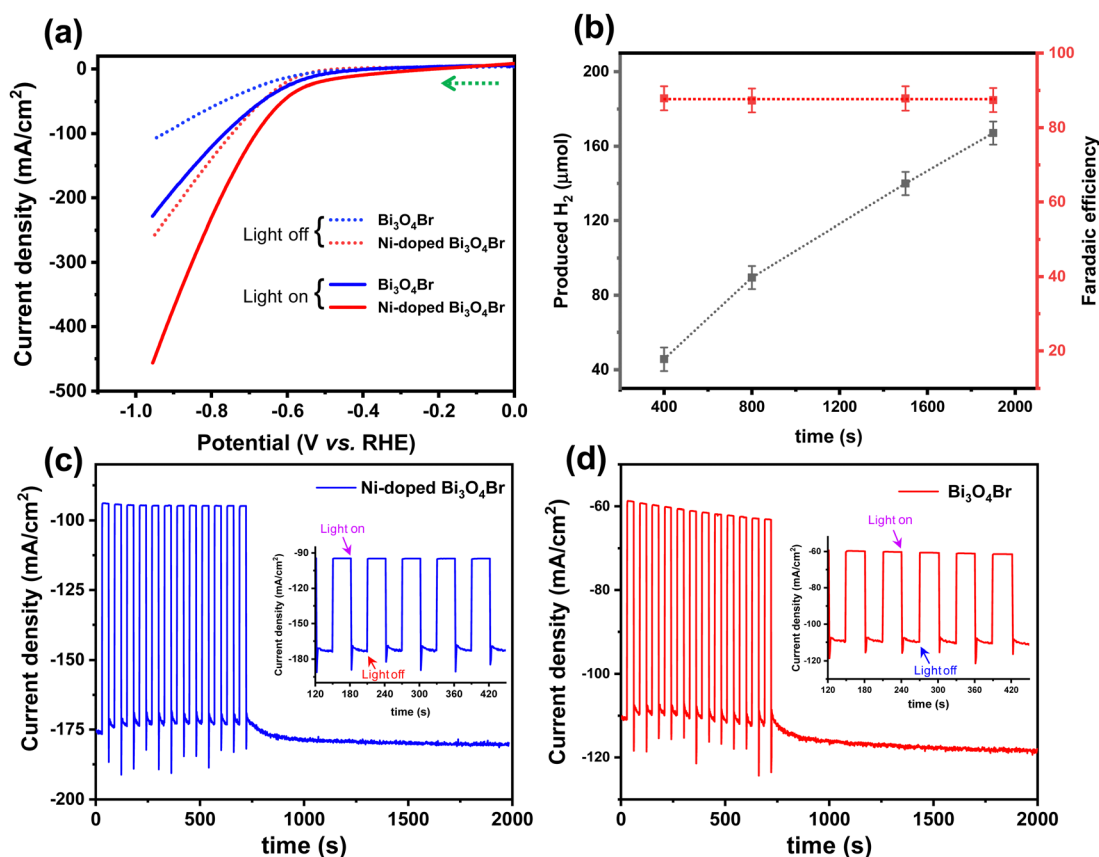 (a)
0
-100
-200
-300
-400
-500
Current density (mA/cm²)
-1.0
-0.8
-0.6
-0.4
-0.2
0.0
Potential (V vs. RHE)
Light off {
Bi₃O₄Br
Ni-doped Bi₃O₄Br
Light on {
Bi₃O₄Br
Ni-doped Bi₃O₄Br
(b)
200
160
120
80
40
Produced H₂ (μmol)
100
80
60
40
20
Faradaic efficiency
400
800
1200
1600
2000
time (s)
(c)
-75
-100
-125
-150
-175
-200
Current density (mA/cm²)
0
500
1000
1500
2000
time (s)
Ni-doped Bi₃O₄Br
Light on
-90
-120
-150
-180
Current density (mA/cm²)
Light off
120
180
240
300
360
420
time (s)
(d)
-50
-60
-70
-80
-90
-100
-110
-120
-130
Current density (mA/cm²)
0
500
1000
1500
2000
time (s)
Bi₃O₄Br
Light on
-60
-80
-100
-120
Current density (mA/cm²)
Light off
120
180
240
300
360
420
time (s)